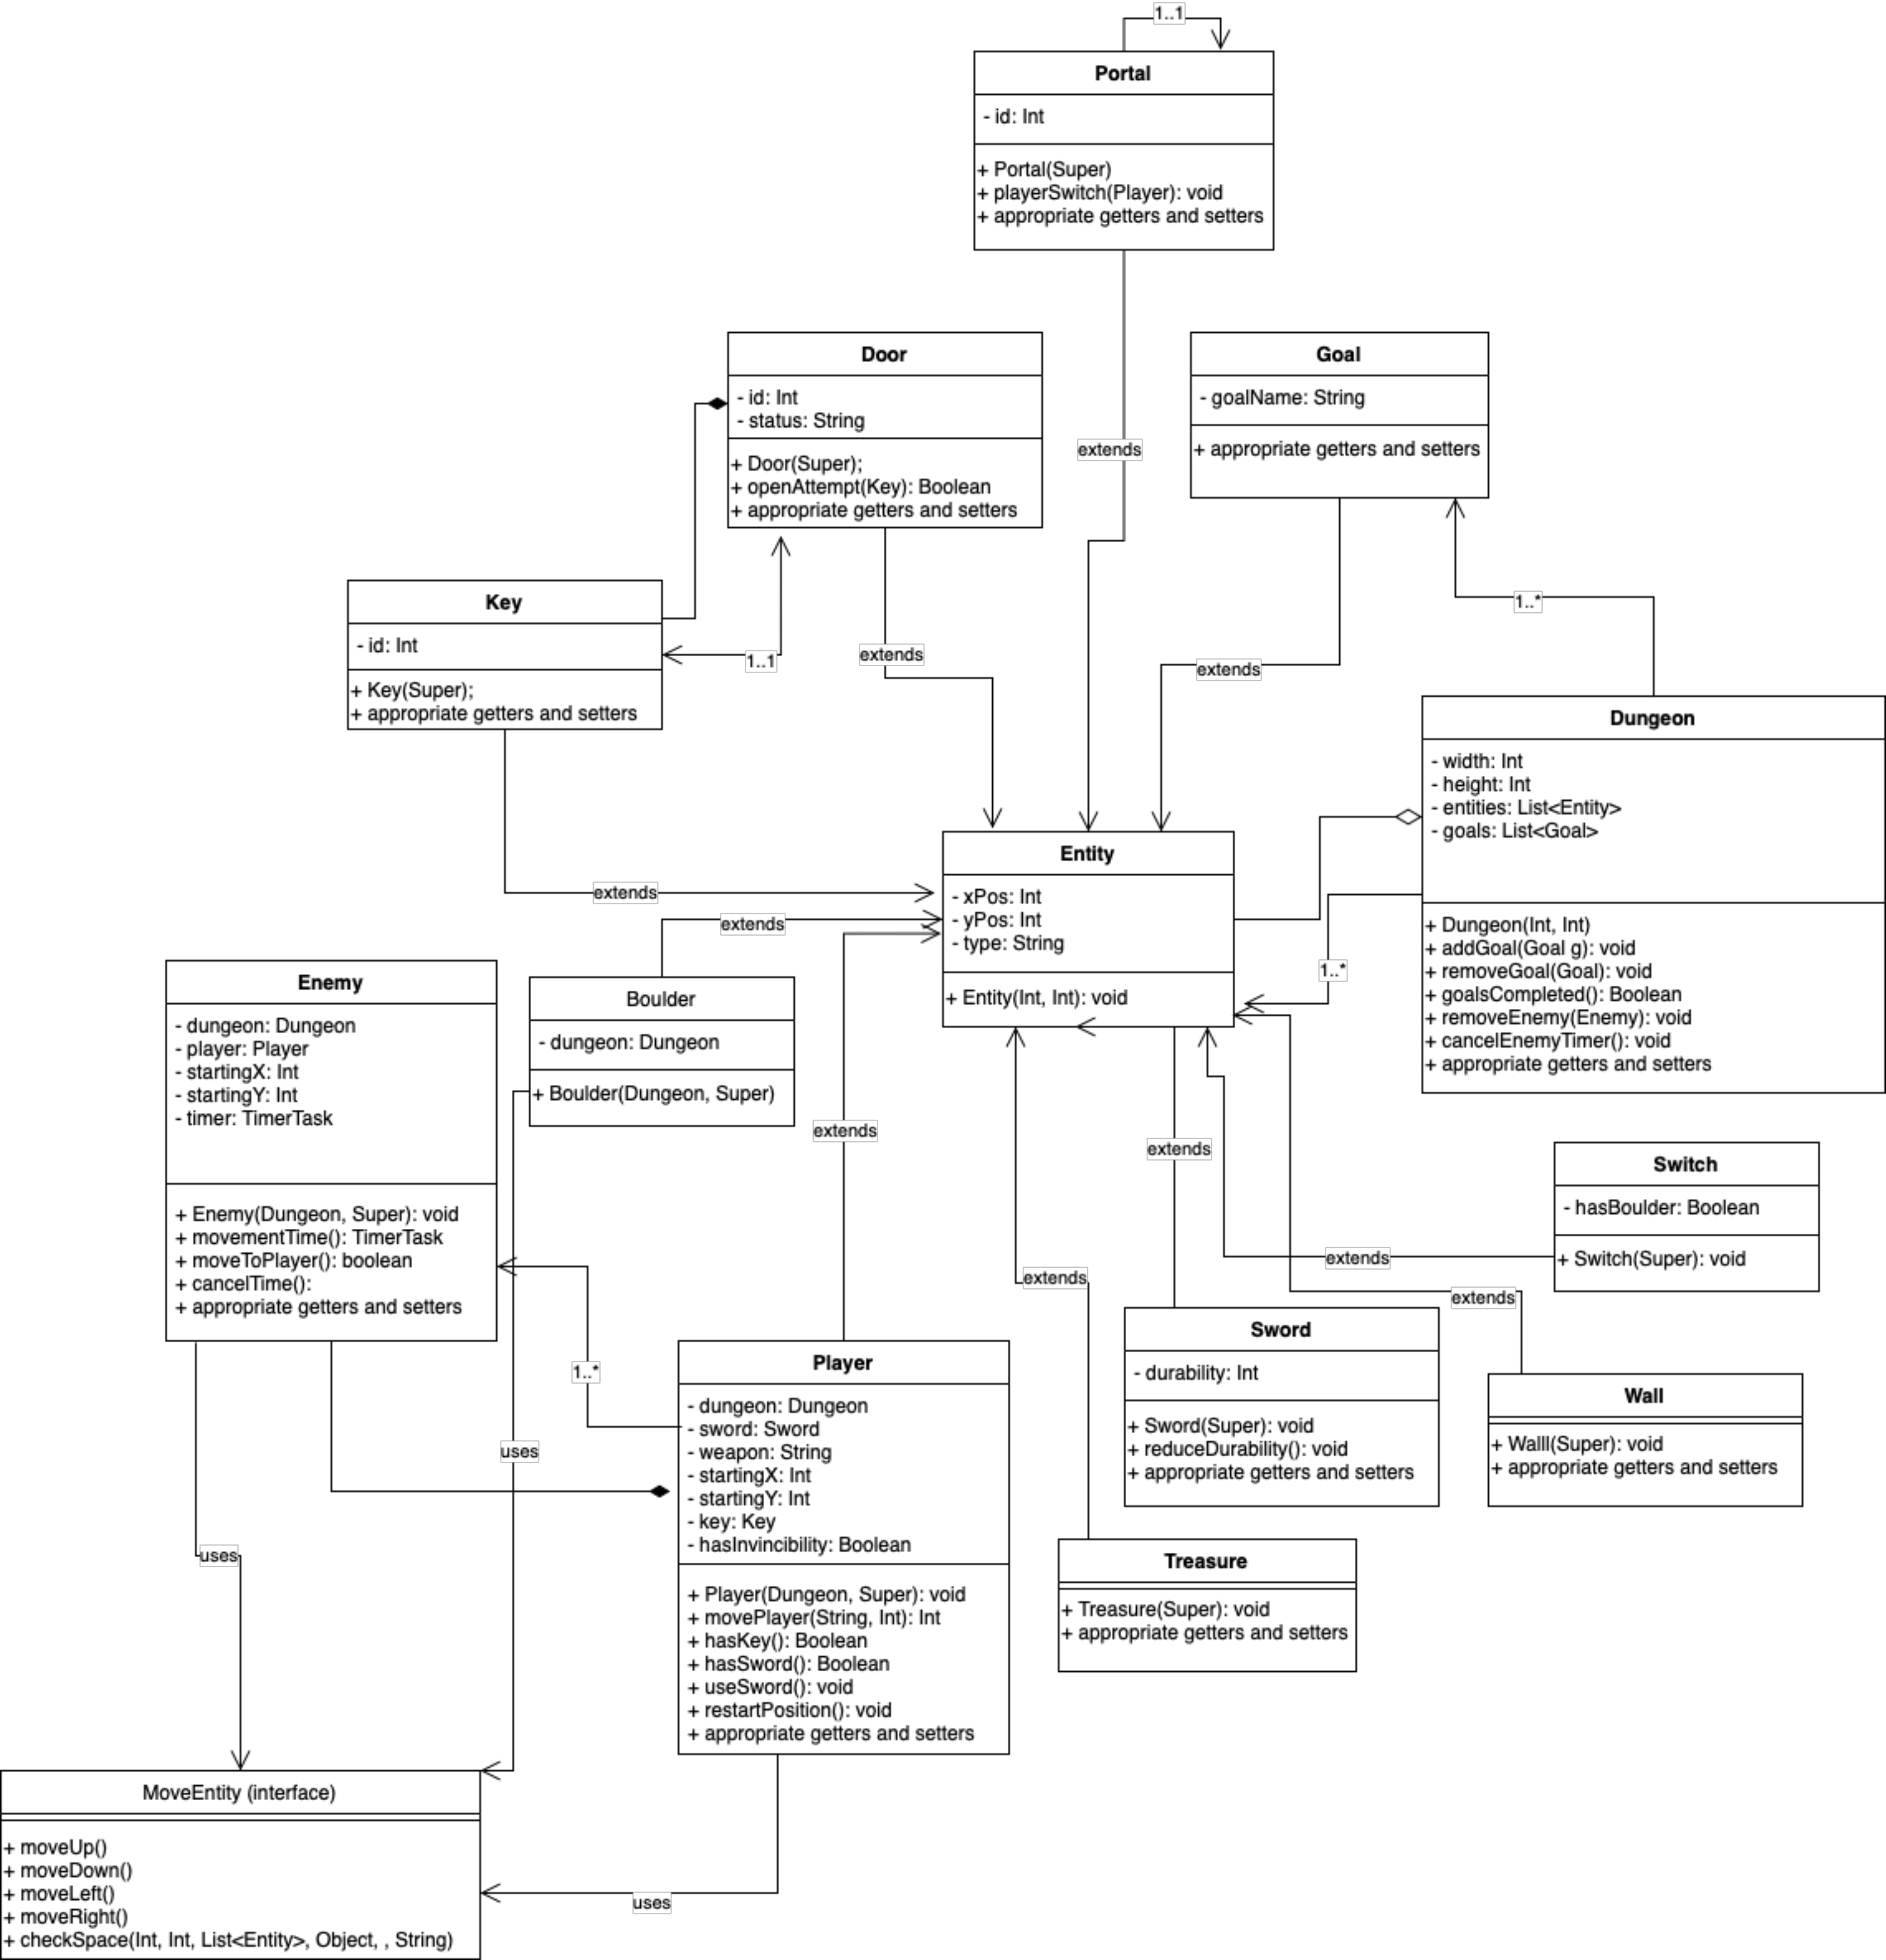 1..1
Portal
- id: Int
+ Portal(Super)
+ playerSwitch(Player): void
+ appropriate getters and setters
Door
- id: Int
- status: String
+ Door(Super);
+ openAttempt(Key): Boolean
+ appropriate getters and setters
Goal
- goalName: String
+ appropriate getters and setters
extends
Key
- id: Int
+ Key(Super);
+ appropriate getters and setters
1..1
extends
extends
1..*
Dungeon
- width: Int
- height: Int
- entities: List<Entity>
- goals: List<Goal>
+ Dungeon(Int, Int)
+ addGoal(Goal g): void
+ removeGoal(Goal): void
+ goalsCompleted(): Boolean
+ removeEnemy(Enemy): void
+ cancelEnemyTimer(): void
+ appropriate getters and setters
Entity
- xPos: Int
- yPos: Int
- type: String
+ Entity(Int, Int): void
extends
extends
1..*
Enemy
- dungeon: Dungeon
- player: Player
- startingX: Int
- startingY: Int
- timer: TimerTask
+ Enemy(Dungeon, Super): void
+ movementTime(): TimerTask
+ moveToPlayer(): boolean
+ cancelTime():
+ appropriate getters and setters
Boulder
- dungeon: Dungeon
+ Boulder(Dungeon, Super)
extends
extends
Switch
- hasBoulder: Boolean
+ Switch(Super): void
extends
extends
extends
Sword
- durability: Int
+ Sword(Super): void
+ reduceDurability(): void
+ appropriate getters and setters
Wall
+ Walll(Super): void
+ appropriate getters and setters
1..*
uses
Player
- dungeon: Dungeon
- sword: Sword
- weapon: String
- startingX: Int
- startingY: Int
- key: Key
- hasInvincibility: Boolean
+ Player(Dungeon, Super): void
+ movePlayer(String, Int): Int
+ hasKey(): Boolean
+ hasSword(): Boolean
+ useSword(): void
+ restartPosition(): void
+ appropriate getters and setters
Treasure
+ Treasure(Super): void
+ appropriate getters and setters
uses
MoveEntity (interface)
+ moveUp()
+ moveDown()
+ moveLeft()
+ moveRight()
+ checkSpace(Int, Int, List<Entity>, Object, , String)
uses